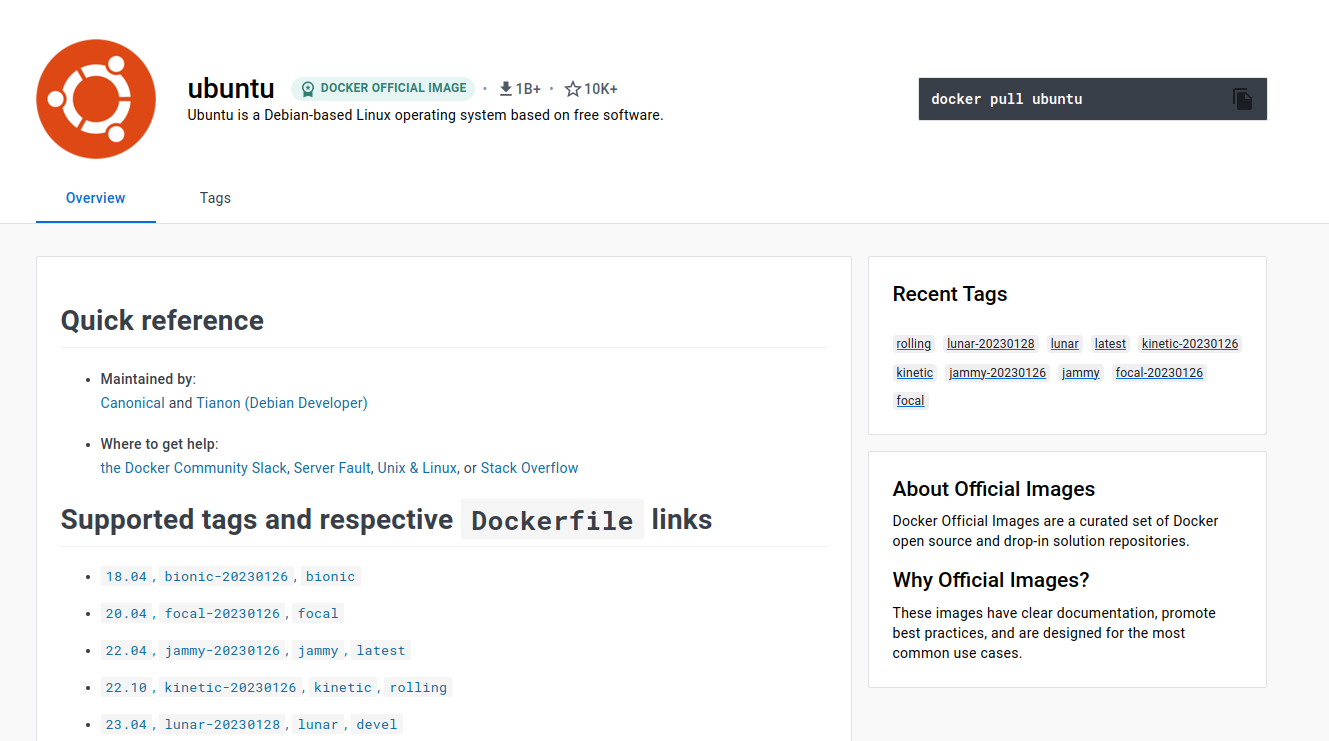 ubuntu DOCKER OFFICIAL IMAGE • 1B+ • 10K+
Ubuntu is a Debian-based Linux operating system based on free software.
docker pull ubuntu
Overview Tags
Quick reference
• Maintained by:
Canonical and Tianon (Debian Developer)
• Where to get help:
the Docker Community Slack, Server Fault, Unix & Linux, or Stack Overflow
Supported tags and respective Dockerfile links
• 18.04, bionic-20230126, bionic
• 20.04, focal-20230126, focal
• 22.04, jammy-20230126, jammy, latest
• 22.10, kinetic-20230126, kinetic, rolling
• 23.04, lunar-20230128, lunar, devel
Recent Tags
rolling lunar-20230128 lunar latest kinetic-20230126
kinetic jammy-20230126 jammy focal-20230126
focal
About Official Images
Docker Official Images are a curated set of Docker
open source and drop-in solution repositories.
Why Official Images?
These images have clear documentation, promote
best practices, and are designed for the most
common use cases.